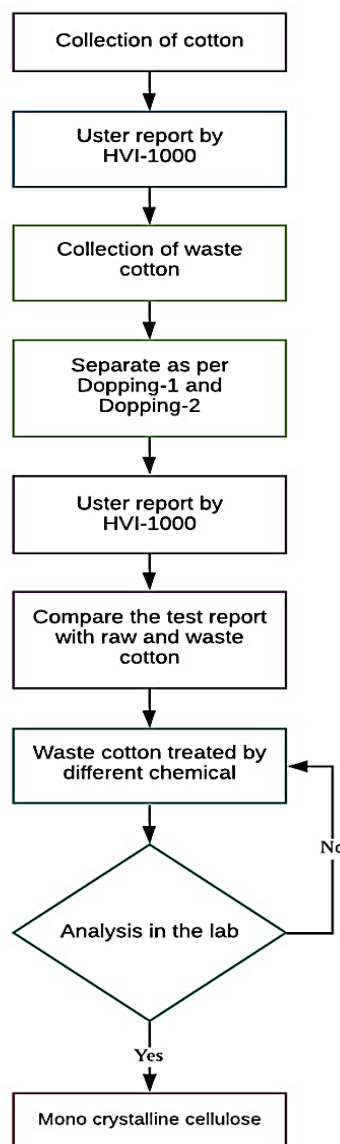 Collection of cotton
Uster report by
HVI-1000
Collection of waste
cotton
Separate as per
Dopping-1 and
Dopping-2
Uster report by
HVI-1000
Compare the test report
with raw and waste
cotton
Waste cotton treated by
different chemical
No
Analysis in the lab
Yes
Mono crystalline cellulose